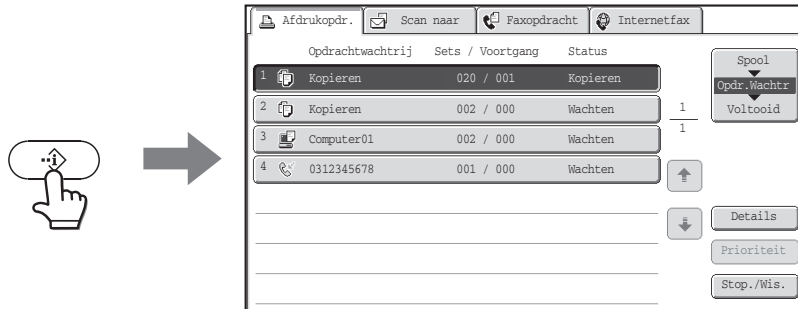 Afdrukopdr. Scan naar Faxopdracht Internetfax
Opdrachtwachtrij Sets / Voortgang Status
1 Kopieren 020 / 001 Kopieren
2 Kopieren 002 / 000 Wachten
3 Computer01 002 / 000 Wachten
4 0312345678 001 / 000 Wachten
1
1
Spool
Opdr.Wachtr
Voltooid
Details
Prioriteit
Stop./Wis.